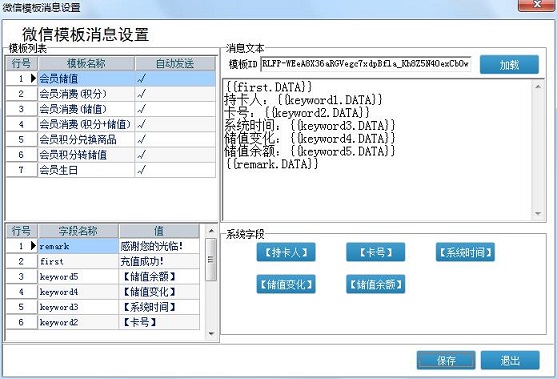 微信模板消息设置
微信模板消息设置
模板列表
行号 模板名称 自动发送
1 会员储值 √
2 会员消费(积分) √
3 会员消费(储值) √
4 会员消费(积分+储值) √
5 会员积分兑换商品 √
6 会员积分转储值 √
7 会员生日 √
消息文本
模板ID
加载
{{first.DATA}}
持卡人：{{keyword1.DATA}}
卡号：{{keyword2.DATA}}
系统时间：{{keyword3.DATA}}
储值变化：{{keyword4.DATA}}
储值余额：{{keyword5.DATA}}
{{remark.DATA}}
行号 字段名称 值
1 remark 感谢您的光临!
2 first 充值成功!
3 keyword5 【储值余额】
4 keyword4 【储值变化】
5 keyword3 【系统时间】
6 keyword2 【卡号】
系统字段
【持卡人】 【卡号】 【系统时间】
【储值变化】 【储值余额】
保存 退出